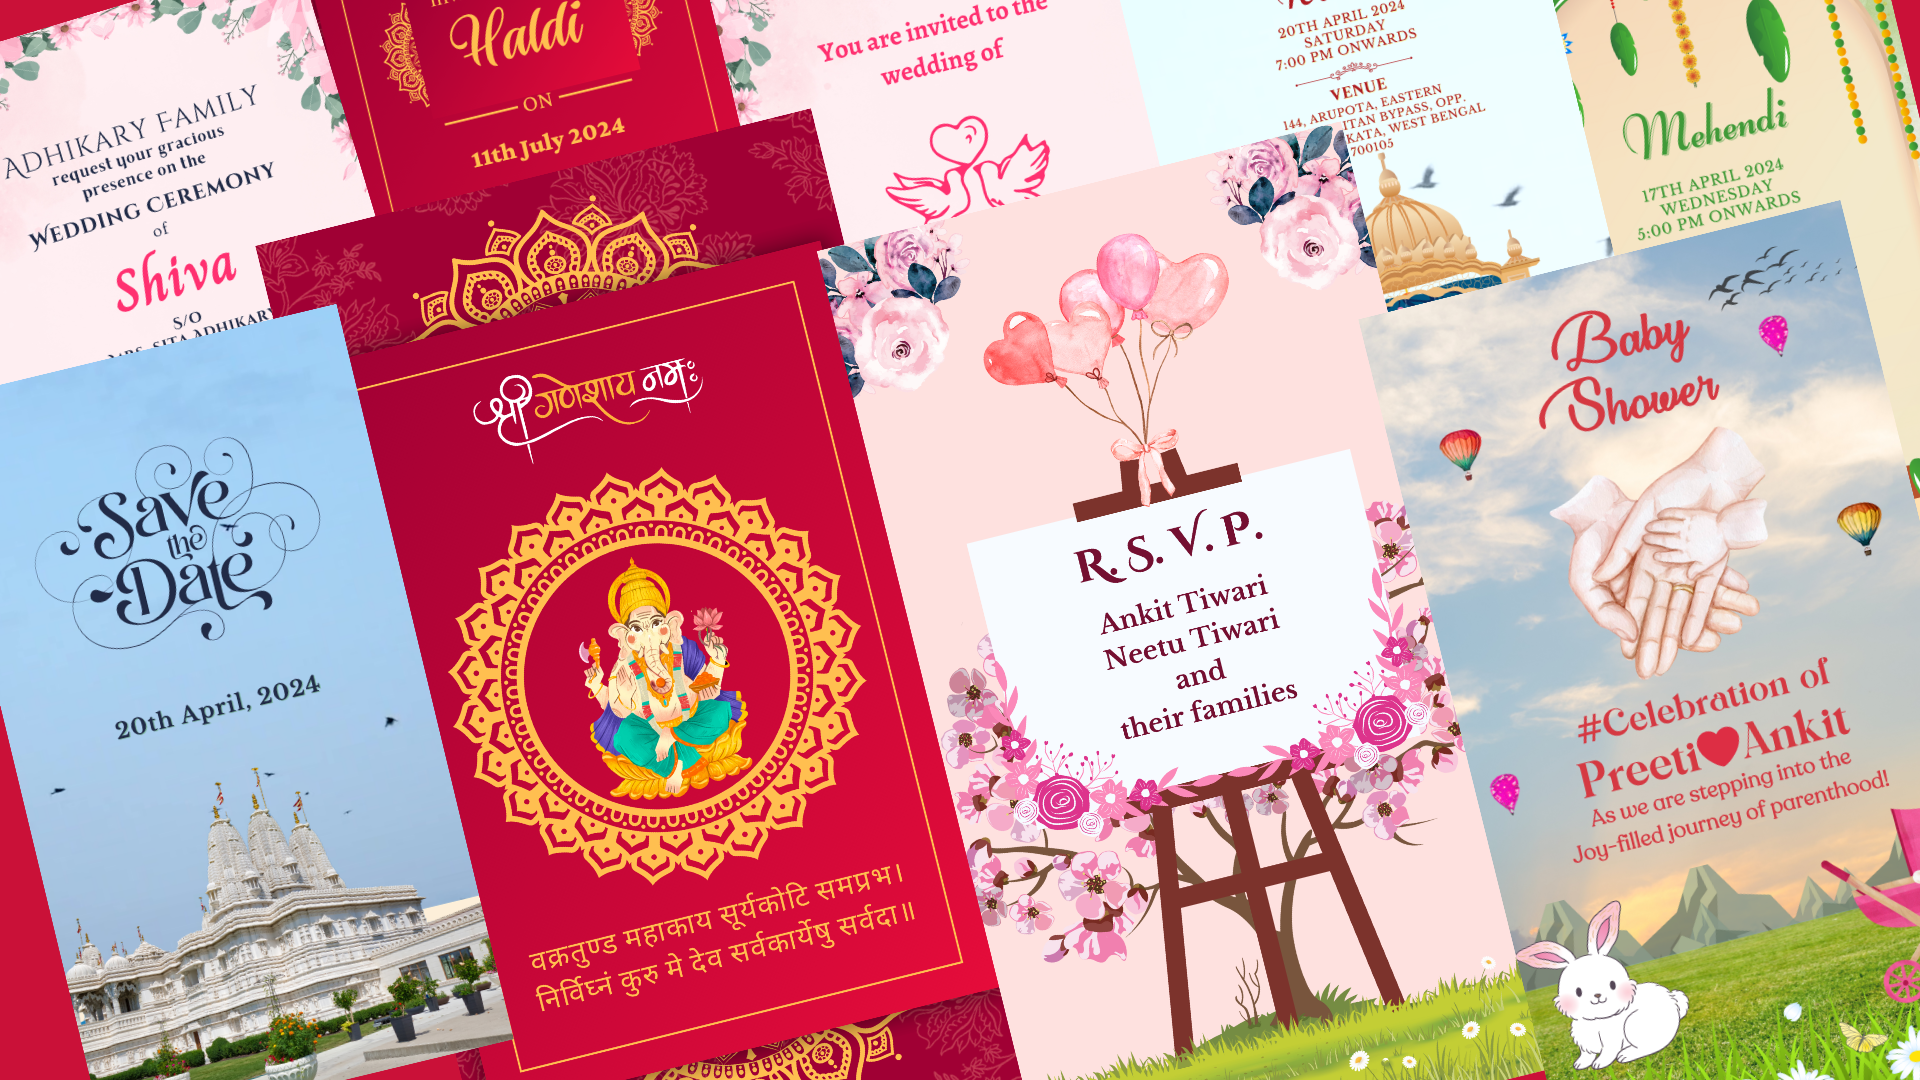 ADHIKARY FAMILY
request your gracious
presence on the
WEDDING CEREMONY
of
Shiva
S/O
SITA ADHIKARY
Haldi
ON
11th July 2024
You are invited to the
wedding of
20TH APRIL 2024
SATURDAY
7:00 PM ONWARDS
VENUE
144, ARUPOTA, EASTERN
BYPASS, OPP.
WEST BENGAL
700105
Mehendi
17TH APRIL 2024
WEDNESDAY
5:00 PM ONWARDS
Save
the
Date
20th April, 2024
श्री गणेशाय नमः
वक्रतुण्ड महाकाय सूर्यकोटि समप्रभ।
निर्विघ्नं कुरु मे देव सर्वकार्येषु सर्वदा॥
R. S. V. P.
Ankit Tiwari
Neetu Tiwari
and
their families
Baby
Shower
#Celebration of
Preeti Ankit
As we are stepping into the
Joy-filled journey of parenthood!